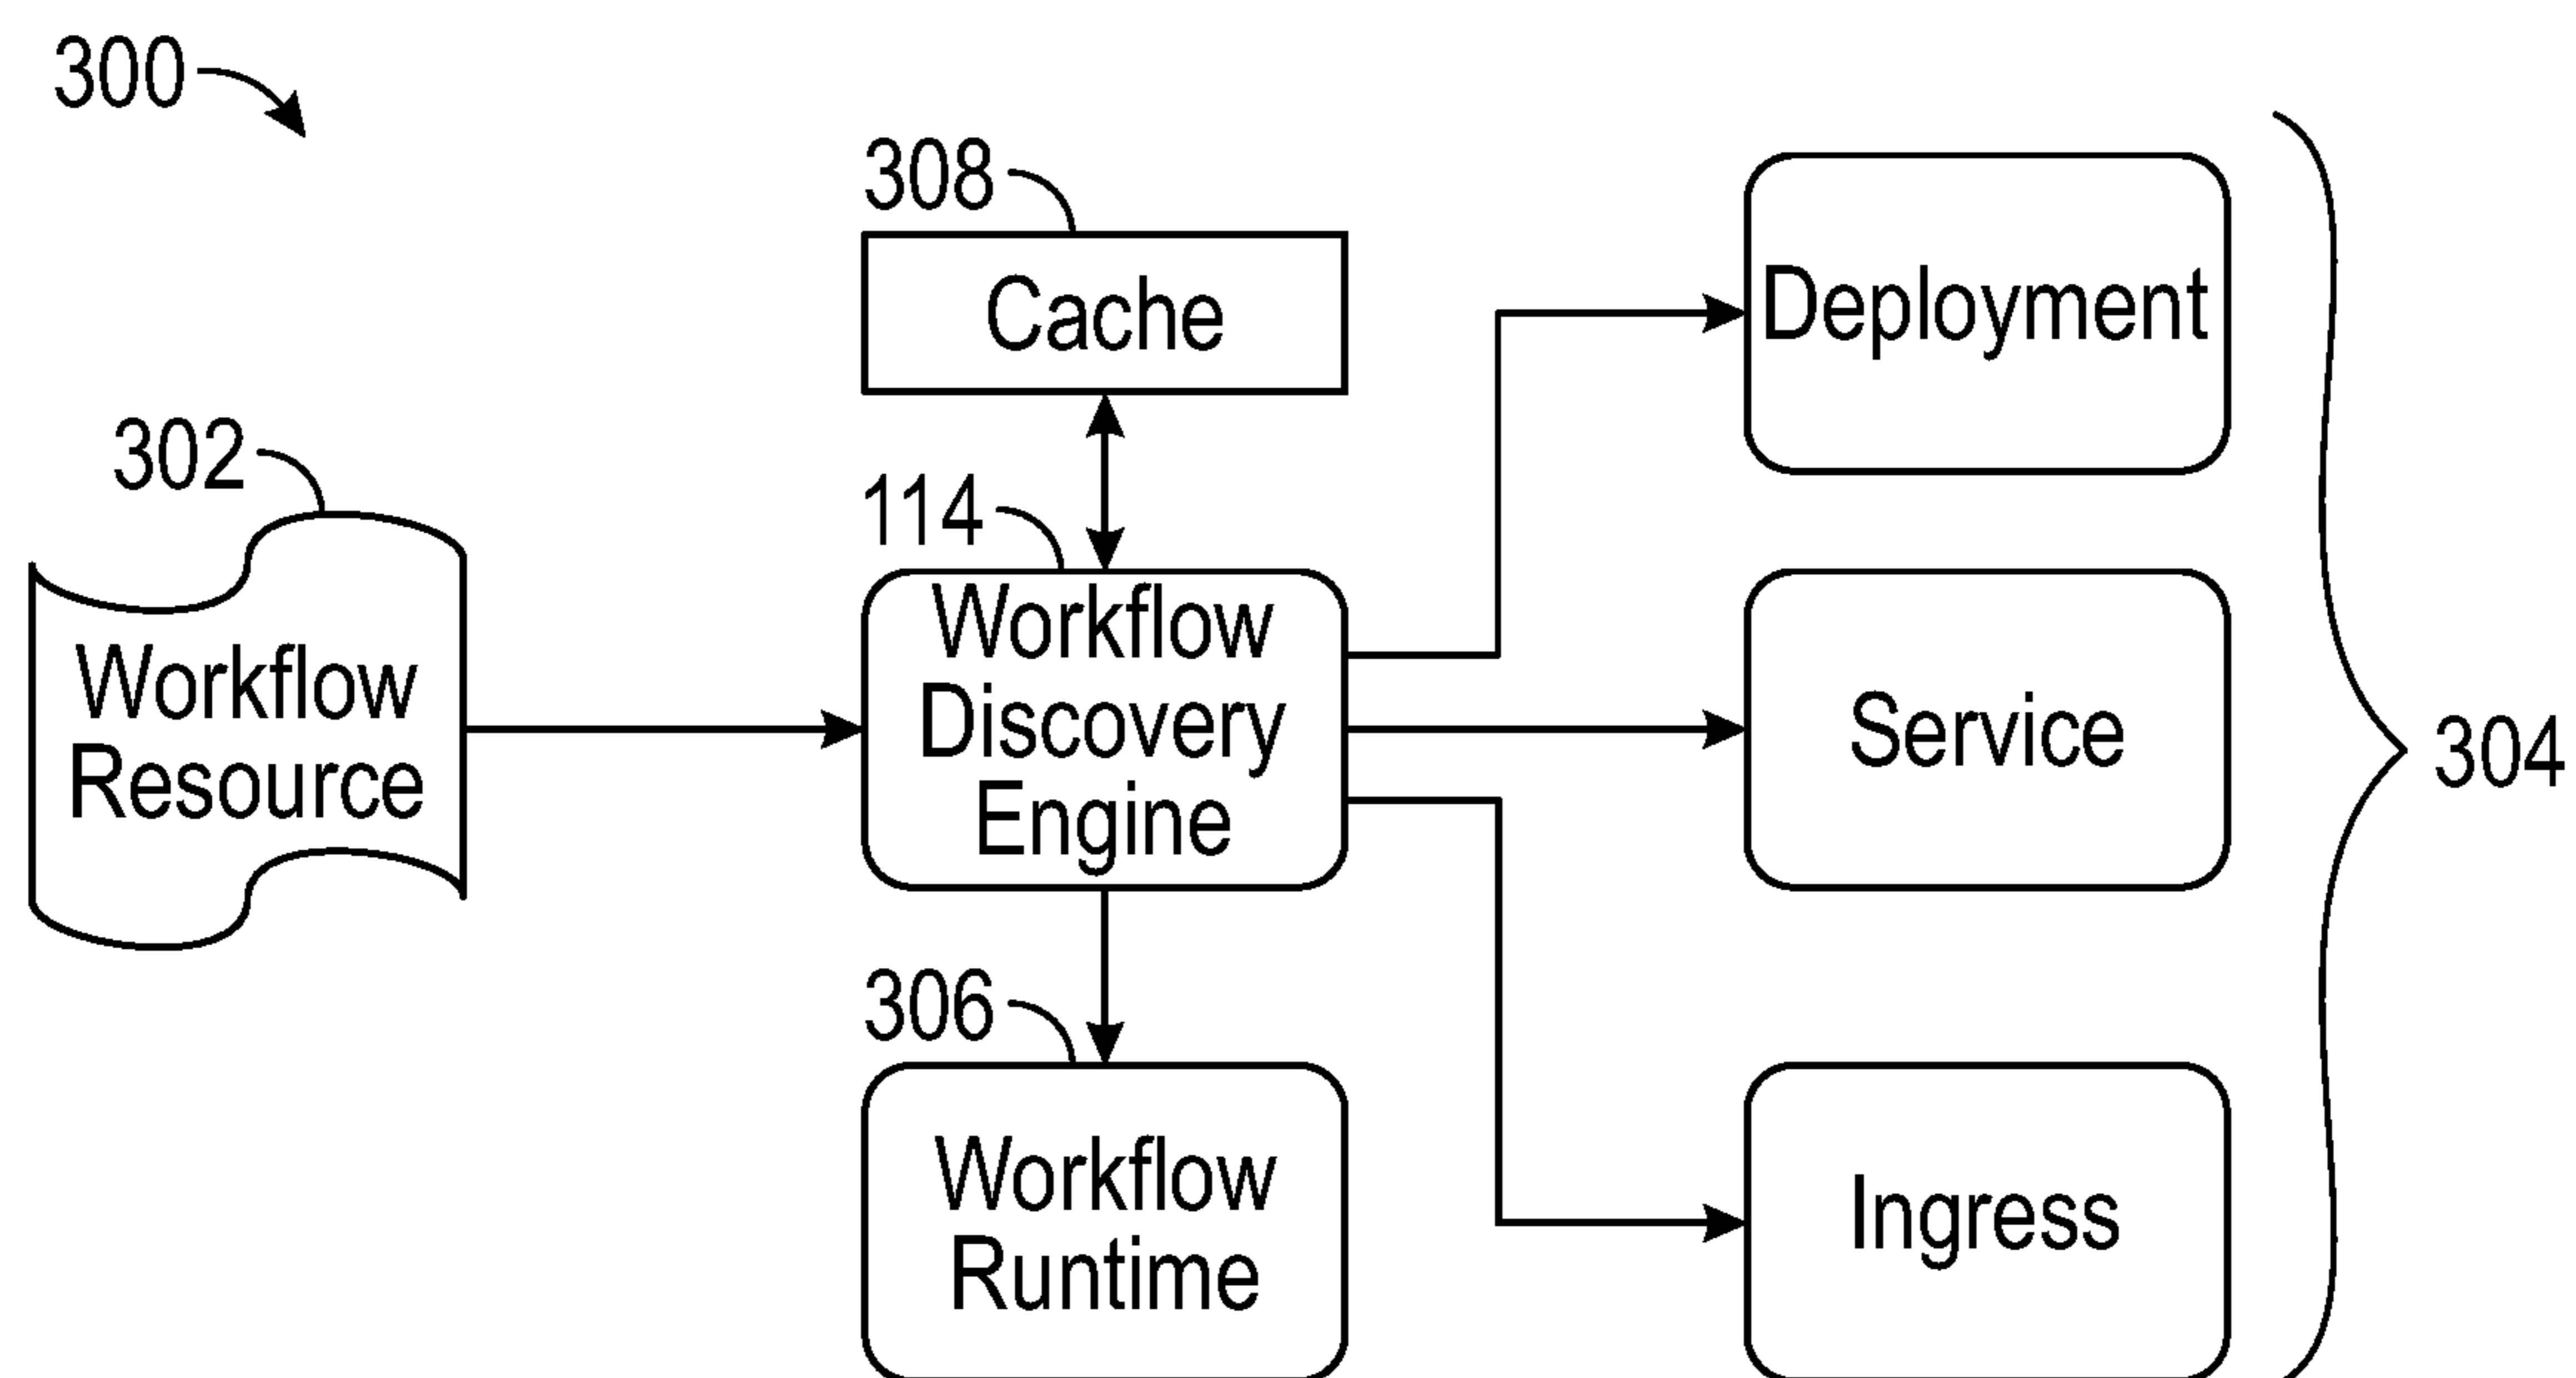 300
308
Cache
Deployment
302
114
Workflow
Resource
Workflow
Discovery
Engine
Service
304
306
Workflow
Runtime
Ingress